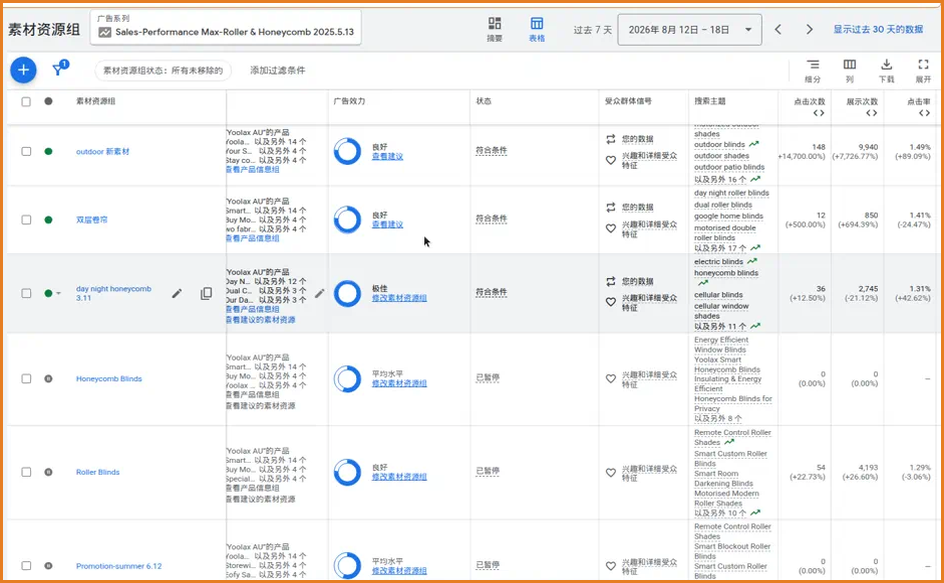 素材资源组
广告系列
Sales-Performance Max-Roller & Honeycomb 2025.5.13
摘要
表格
过去 7 天
2026年 8月 12日 – 18日
显示过去 30 天的数据
1
素材资源组状态：所有未移除的
添加过滤条件
细分
列
下载
展开
素材资源组
广告效力
状态
受众群体信号
搜索主题
点击次数
展示次数
点击率
outdoor 新素材
"Yoolax AU"的产品
Yoola... 以及另外 14 个
Your S... 以及另外 4 个
Stay co... 以及另外 4 个
查看产品信息组
良好
查看建议
符合条件
您的数据
兴趣和详细受众
特征
motorized outdoor
shades
outdoor blinds
outdoor shades
outdoor patio blinds
以及另外 16 个
148
(+14,700.00%)
9,940
(+7,726.77%)
1.49%
(+89.09%)
双层卷帘
"Yoolax AU"的产品
Smart... 以及另外 14 个
Buy Mo... 以及另外 4 个
wo fabr... 以及另外 4 个
查看产品信息组
良好
查看建议
符合条件
您的数据
兴趣和详细受众
特征
day night roller blinds
dual roller blinds
google home blinds
motorised double
roller blinds
以及另外 17 个
12
(+500.00%)
850
(+694.39%)
1.41%
(-24.47%)
day night honeycomb
3.11
"Yoolax AU"的产品
Day N... 以及另外 12 个
Dual C... 以及另外 3 个
Our Da... 以及另外 3 个
查看产品信息组
查看建议的素材资源
极佳
修改素材资源组
符合条件
您的数据
兴趣和详细受众
特征
electric blinds
honeycomb blinds
cellular blinds
cellular window
shades
以及另外 11 个
36
(+12.50%)
2,745
(-21.12%)
1.31%
(+42.62%)
Honeycomb Blinds
"Yoolax AU"的产品
Smart... 以及另外 14 个
Buy Mo... 以及另外 4 个
Yoolax ... 以及另外 4 个
查看产品信息组
查看建议的素材资源
平均水平
修改素材资源组
已暂停
兴趣和详细受众
特征
Energy Efficient
Window Blinds
Yoolax Smart
Honeycomb Blinds
Insulating & Energy
Efficient
Honeycomb Blinds for
Privacy
以及另外 8 个
0
(0.00%)
0
(0.00%)
–
Roller Blinds
"Yoolax AU"的产品
Smart... 以及另外 14 个
Buy Mo... 以及另外 4 个
Special... 以及另外 4 个
查看产品信息组
查看建议的素材资源
良好
修改素材资源组
已暂停
兴趣和详细受众
特征
Remote Control Roller
Shades
Smart Custom Roller
Blinds
Smart Room
Darkening Blinds
Motorised Modern
Roller Shades
以及另外 10 个
54
(+22.73%)
4,193
(+26.60%)
1.29%
(-3.06%)
Promotion-summer 6.12
"Yoolax AU"的产品
Yoola... 以及另外 14 个
Storewi... 以及另外 4 个
Eofy Sa... 以及另外 4 个
平均水平
修改素材资源组
已暂停
兴趣和详细受众
特征
Remote Control Roller
Shades
Smart Blockout Roller
Blinds
Smart Custom Roller
Blinds
0
(0.00%)
0
(0.00%)
–